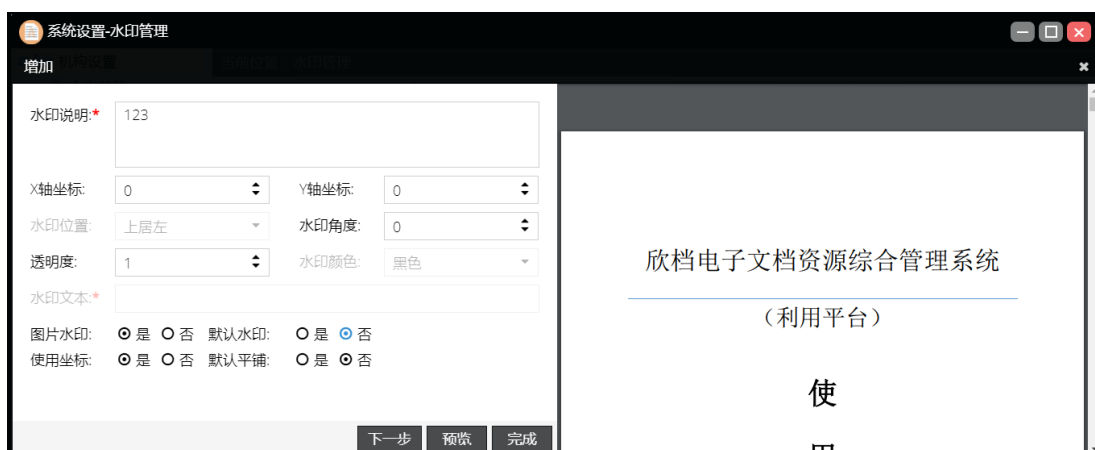 系统设置-水印管理
增加
水印说明:* 123
X轴坐标: 0 Y轴坐标: 0
水印位置: 上居左 水印角度: 0
透明度: 1 水印颜色: 黑色
水印文本:*
图片水印: 是 否 默认水印: 是 否
使用坐标: 是 否 默认平铺: 是 否
下一步 预览 完成
欣档电子文档资源综合管理系统
（利用平台）
使